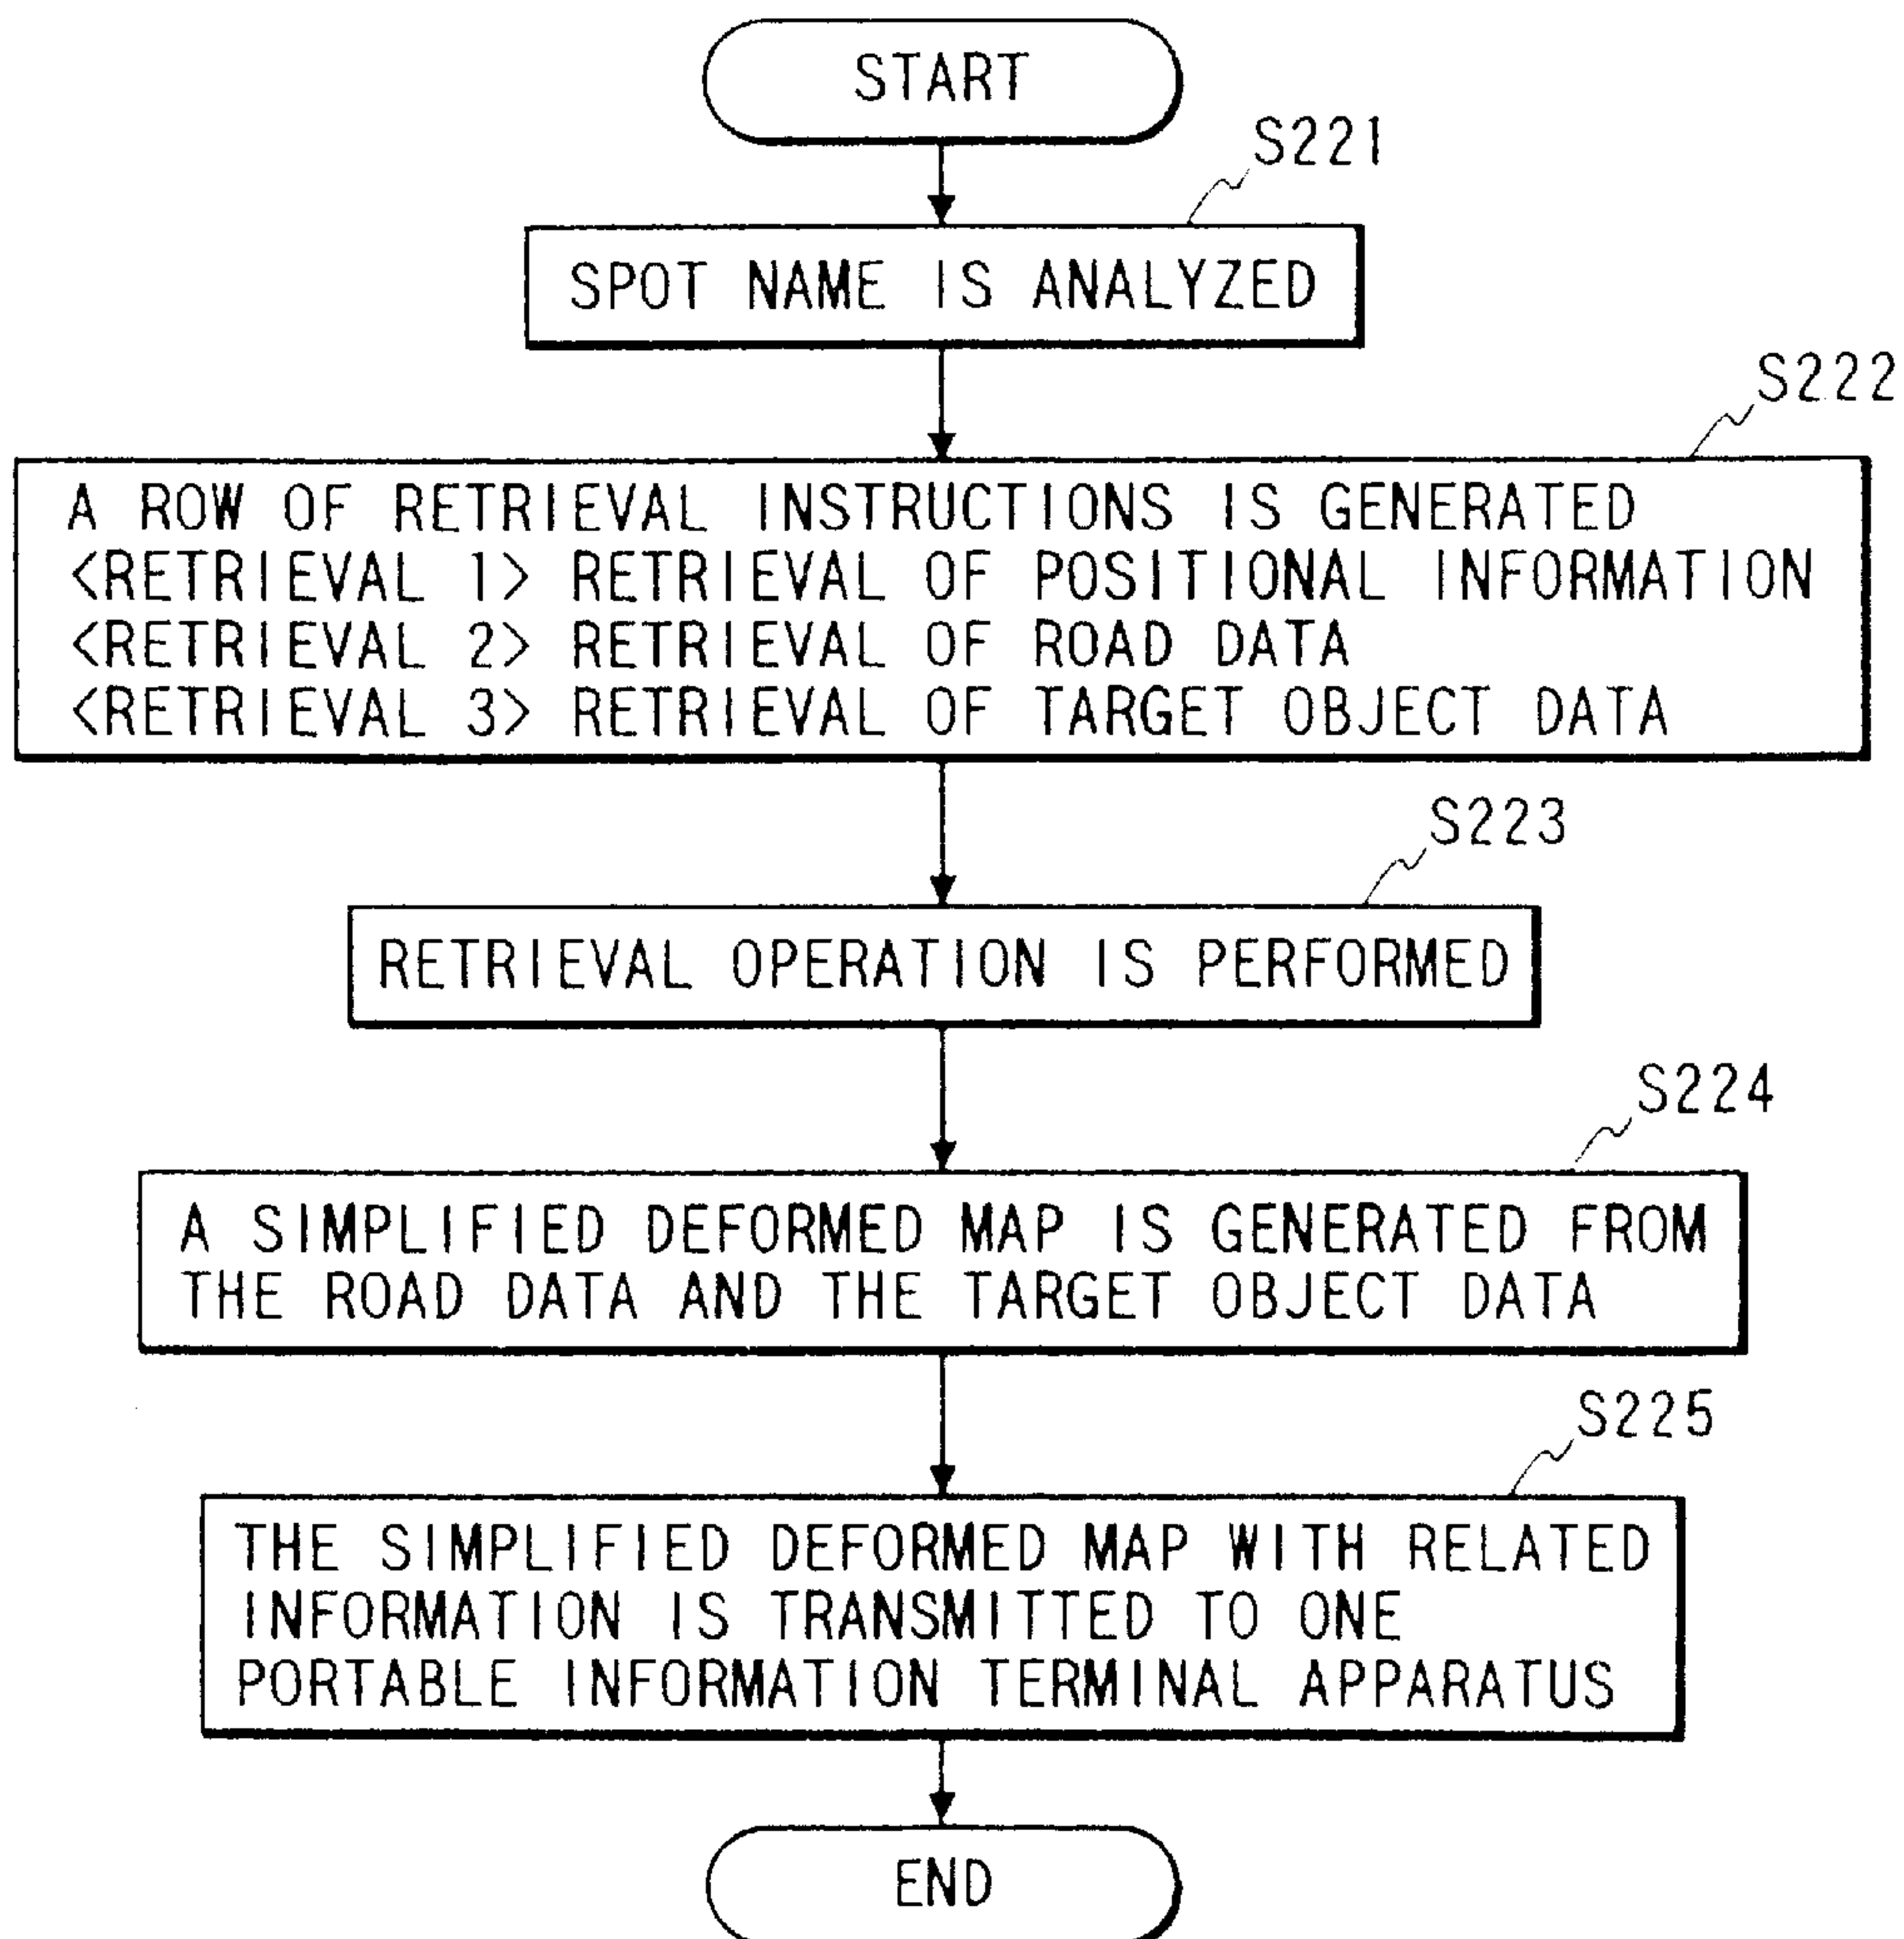 START
S221
SPOT NAME IS ANALYZED
S222
A ROW OF RETRIEVAL INSTRUCTIONS IS GENERATED
<RETRIEVAL 1> RETRIEVAL OF POSITIONAL INFORMATION
<RETRIEVAL 2> RETRIEVAL OF ROAD DATA
<RETRIEVAL 3> RETRIEVAL OF TARGET OBJECT DATA
S223
RETRIEVAL OPERATION IS PERFORMED
S224
A SIMPLIFIED DEFORMED MAP IS GENERATED FROM
THE ROAD DATA AND THE TARGET OBJECT DATA
S225
THE SIMPLIFIED DEFORMED MAP WITH RELATED
INFORMATION IS TRANSMITTED TO ONE
PORTABLE INFORMATION TERMINAL APPARATUS
END